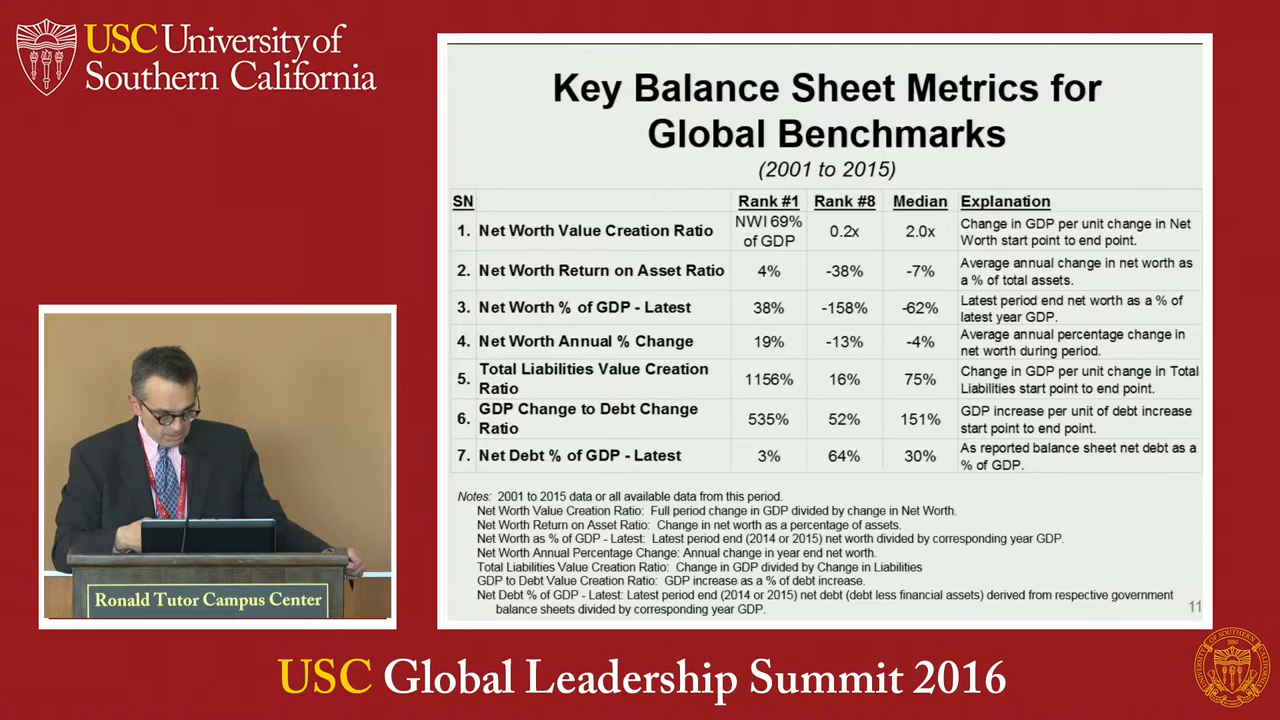 USC University of
Southern California
Key Balance Sheet Metrics for
Global Benchmarks
(2001 to 2015)
SN Rank #1 Rank #8 Median Explanation
1. Net Worth Value Creation Ratio NWI 69% of GDP 0.2x 2.0x Change in GDP per unit change in Net
Worth start point to end point.
2. Net Worth Return on Asset Ratio 4% -38% -7% Average annual change in net worth as
a % of total assets.
3. Net Worth % of GDP - Latest 38% -158% -62% Latest period end net worth as a % of
latest year GDP.
4. Net Worth Annual % Change 19% -13% -4% Average annual percentage change in
net worth during period.
5. Total Liabilities Value Creation
Ratio 1156% 16% 75% Change in GDP per unit change in Total
Liabilities start point to end point.
6. GDP Change to Debt Change
Ratio 535% 52% 151% GDP increase per unit of debt increase
start point to end point.
7. Net Debt % of GDP - Latest 3% 64% 30% As reported balance sheet net debt as a
% of GDP.
Notes: 2001 to 2015 data or all available data from this period.
Net Worth Value Creation Ratio: Full period change in GDP divided by change in Net Worth.
Net Worth Return on Asset Ratio: Change in net worth as a percentage of assets.
Net Worth as % of GDP - Latest: Latest period end (2014 or 2015) net worth divided by corresponding year GDP.
Net Worth Annual Percentage Change: Annual change in year end net worth.
Total Liabilities Value Creation Ratio: Change in GDP divided by Change in Liabilities
GDP to Debt Value Creation Ratio: GDP increase as a % of debt increase.
Net Debt % of GDP - Latest: Latest period end (2014 or 2015) net debt (debt less financial assets) derived from respective government
balance sheets divided by corresponding year GDP.
11
Ronald Tutor Campus Center
USC Global Leadership Summit 2016